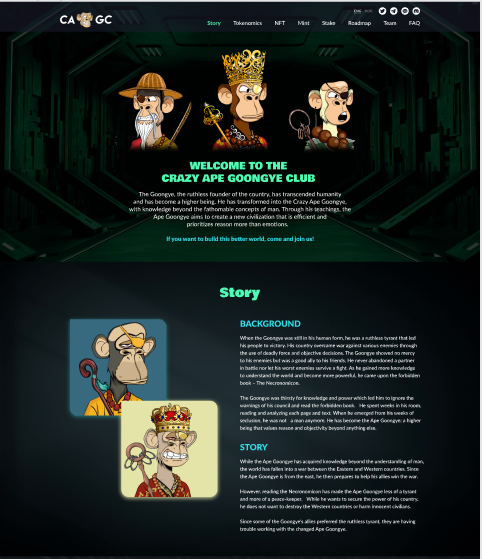 CA GC
ENG
Story Tokenomics NFT Mint Stake Roadmap Team FAQ
WELCOME TO THE
CRAZY APE GOONGYE CLUB
The Goongye, the ruthless founder of the country, has transcended humanity
and has become a higher being. He has transformed into the Crazy Ape Goongye,
with knowledge beyond the fathomable concepts of man. Through his teachings, the
Ape Goongye aims to create a new civilization that is efficient and
prioritizes reason more than emotions.
If you want to build this better world, come and join us!
Story
BACKGROUND
When the Goongye was still in his human form, he was a ruthless tyrant that led
his people to victory. His country overcame war against various enemies through
the use of deadly force and objective decisions. The Goongye showed no mercy
to his enemies but was a good ally to his friends. He never abandoned a partner
in battle nor let his worst enemies survive a fight. As he gained more knowledge
to understand the world and become more powerful, he came upon the forbidden
book – The Necronomicon.
The Goongye was thirsty for knowledge and power which led him to ignore the
warnings of his council and read the forbidden book. He spent weeks in his room,
reading and analyzing each page and text. When he emerged from his weeks of
seclusion, he was not a man anymore. He has become the Ape Goongye: a higher
being that values reason and objectivity beyond anything else.
STORY
While the Ape Goongye has acquired knowledge beyond the understanding of man,
the world has fallen into a war between the Eastern and Western countries. Since
the Ape Goongye is from the east, he then prepares to help his allies win the war.
However, reading the Necronomicon has made the Ape Goongye less of a tyrant
and more of a peace-keeper. While he wants to secure the power of his country,
he does not want to destroy the Western countries or harm innocent civilians.
Since some of the Goongye's allies preferred the ruthless tyrant, they are having
trouble working with the changed Ape Goongye.